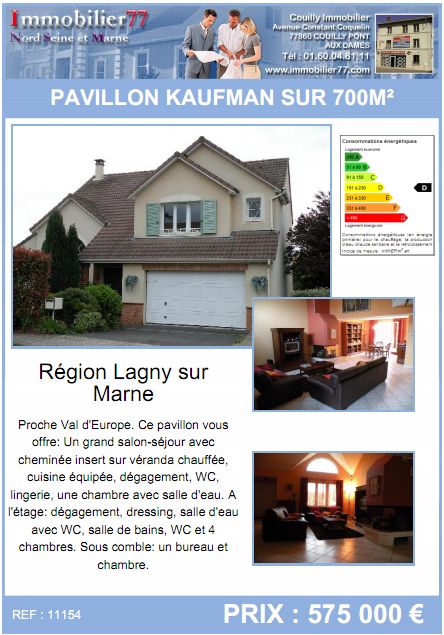 Immobilier77
Nord Seine et Marne
Couilly Immobilier
Avenue Constant Coquelin
77860 COUILLY PONT
AUX DAMES
Tél : 01.60.04.81.11
www.immobilier77.com
PAVILLON KAUFMAN SUR 700M²
Consommations énergétiques
Logement économe
51 à 90 B
91 à 150 C
151 à 230 D
D
231 à 330 E
331 à 450 F
> 450 G
Logement énergivore
Consommations énergétiques (en énergie
primaire) pour le chauffage, la production
d'eau chaude sanitaire et le refroidissement
Indice de mesure :
Région Lagny sur
Marne
Proche Val d'Europe. Ce pavillon vous
offre: Un grand salon-séjour avec
cheminée insert sur véranda chauffée,
cuisine équipée, dégagement, WC,
lingerie, une chambre avec salle d'eau. A
l'étage: dégagement, dressing, salle d'eau
avec WC, salle de bains, WC et 4
chambres. Sous comble: un bureau et
chambre.
REF : 11154
PRIX : 575 000 €